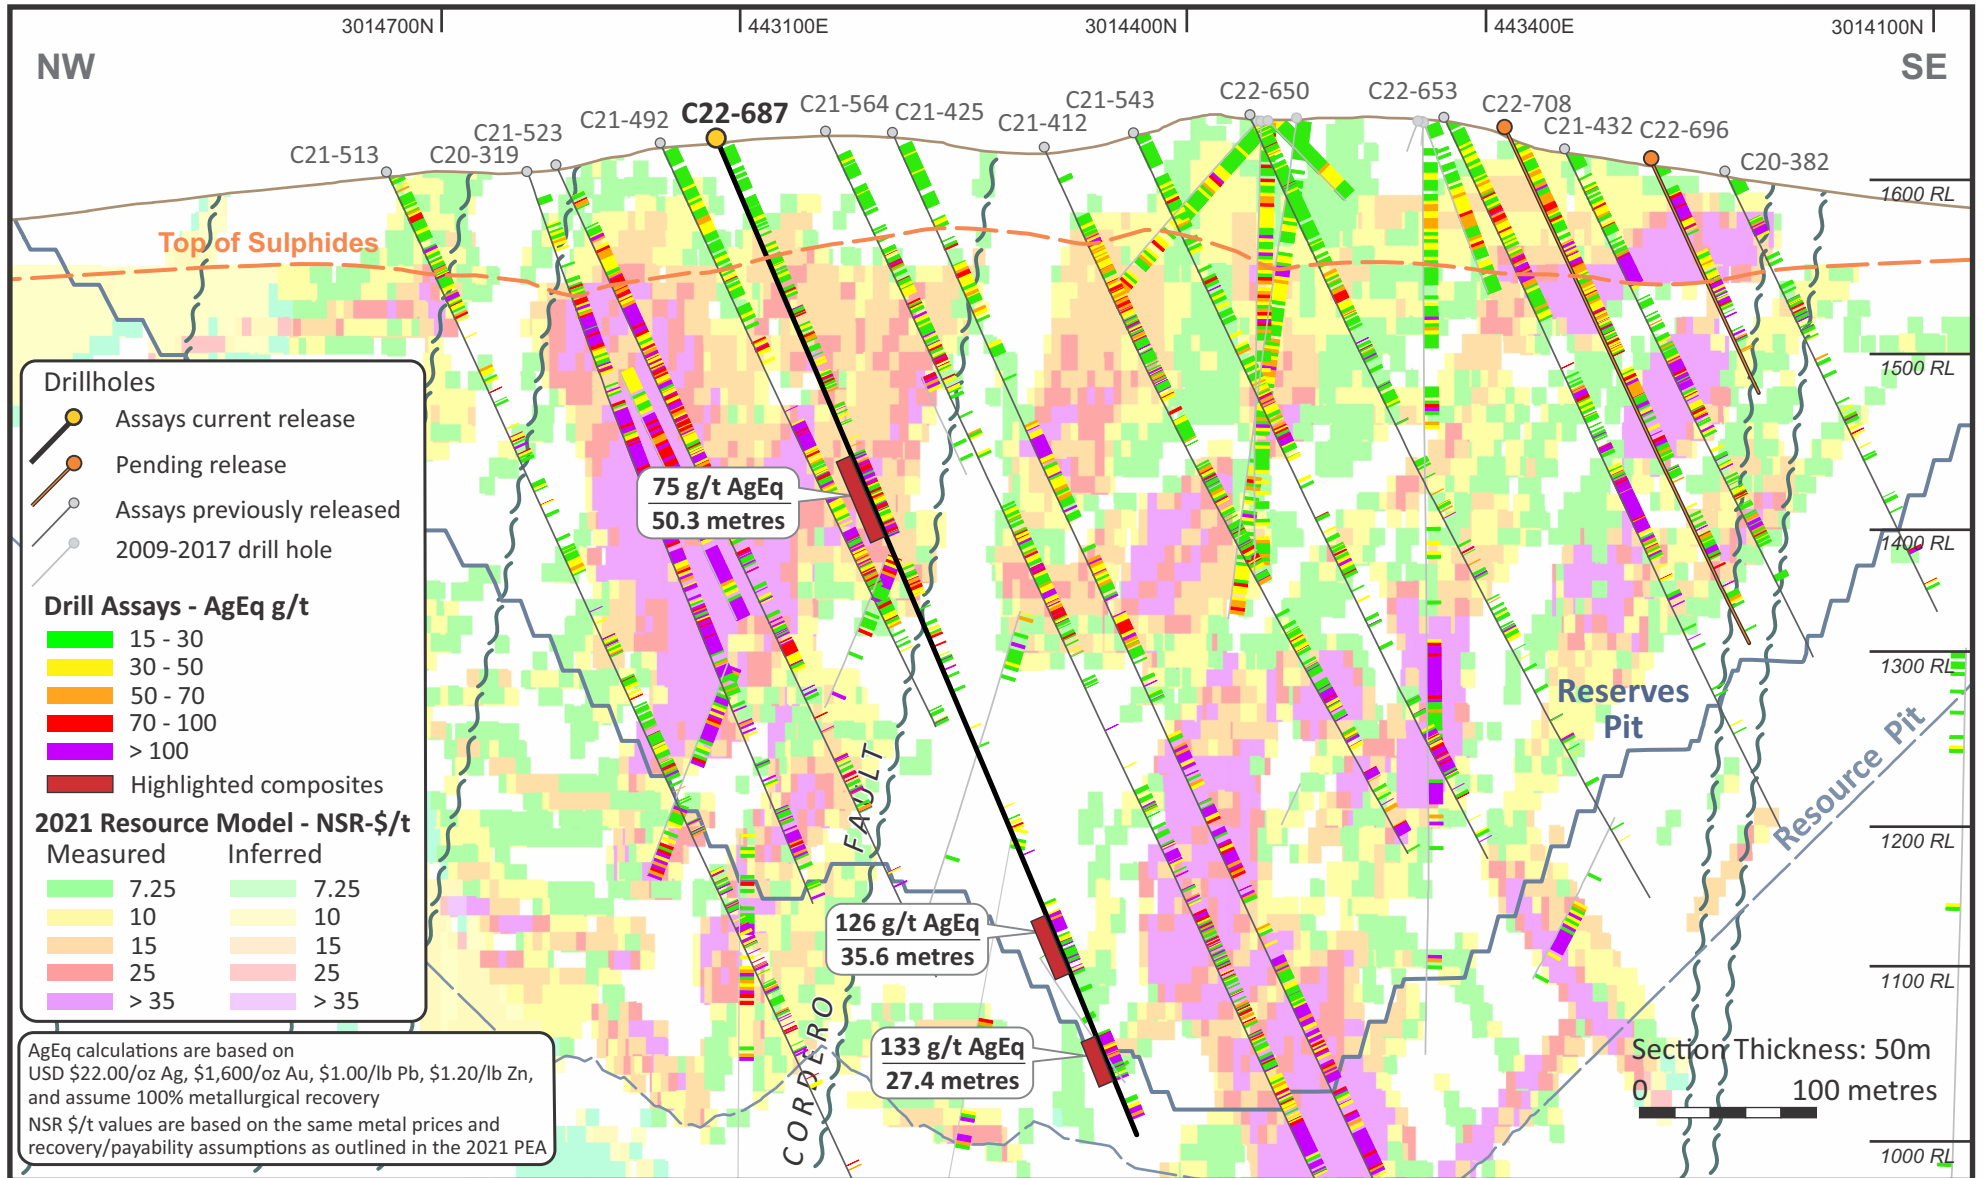 3014700N
443100E
3014400N
443400E
3014100N
NW
SE
C21-513
C20-319
C21-523
C21-492
C22-687
C21-564
C21-425
C21-412
C21-543
C22-650
C22-653
C22-708
C21-432
C22-696
C20-382
1600 RL
Top of Sulphides
1500 RL
1400 RL
1300 RL
1200 RL
1100 RL
1000 RL
Drillholes
Assays current release
Pending release
Assays previously released
2009-2017 drill hole
Drill Assays - AgEq g/t
15 - 30
30 - 50
50 - 70
70 - 100
> 100
Highlighted composites
2021 Resource Model - NSR-$/t
Measured Inferred
7.25 7.25
10 10
15 15
25 25
> 35 > 35
75 g/t AgEq
50.3 metres
126 g/t AgEq
35.6 metres
133 g/t AgEq
27.4 metres
CORDERO FAULT
Reserves
Pit
Resource Pit
AgEq calculations are based on
USD $22.00/oz Ag, $1,600/oz Au, $1.00/lb Pb, $1.20/lb Zn,
and assume 100% metallurgical recovery
NSR $/t values are based on the same metal prices and
recovery/payability assumptions as outlined in the 2021 PEA
Section Thickness: 50m
0 100 metres